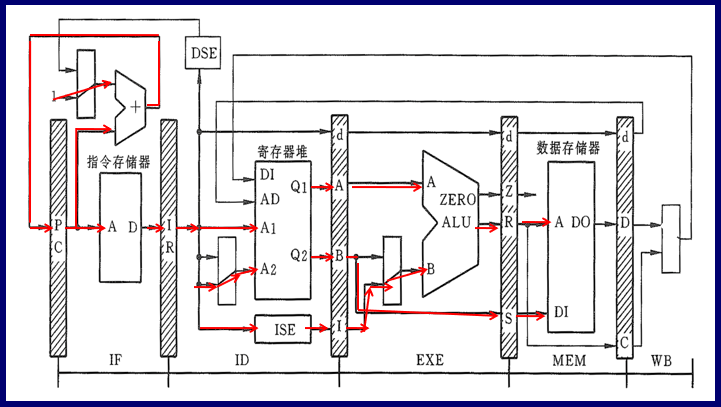 DSE
1
+
指令存储器
寄存器堆
数据存储器
P
C
A D
I
R
DI
AD
A1
A2
Q1
Q2
ISE
d
A
B
I
A
B
ZERO
ALU
d
Z
R
S
A DO
DI
d
D
C
IF ID EXE MEM WB